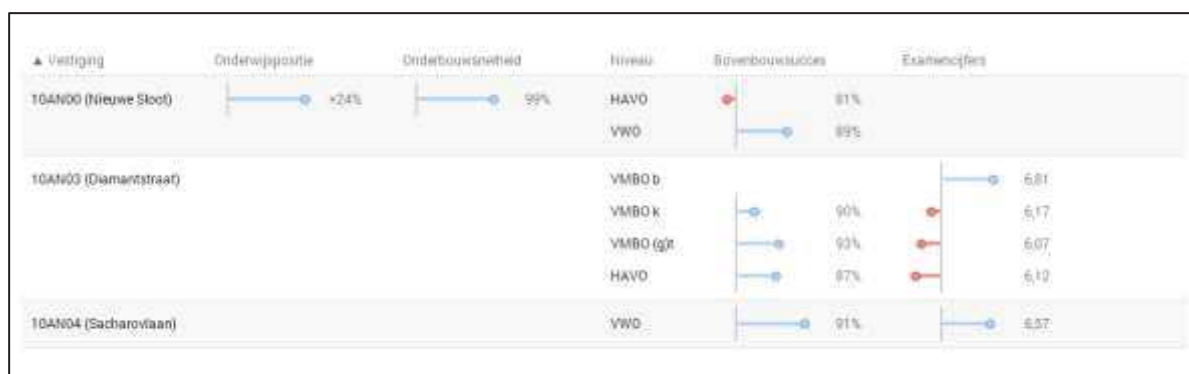 ▲ Vestiging Onderwijspositie Onderbouwsnelheid Niveau Bovenbouwsucces Examencijfers
10AN00 (Nieuwe Sloot) +24% 99% HAVO 81%
VWO 89%
10AN03 (Diamantstraat) VMBO b 6,81
VMBO k 90% 6,17
VMBO (g)t 93% 6,07
HAVO 87% 6,12
10AN04 (Sacharovlaan) VWO 91% 6,57